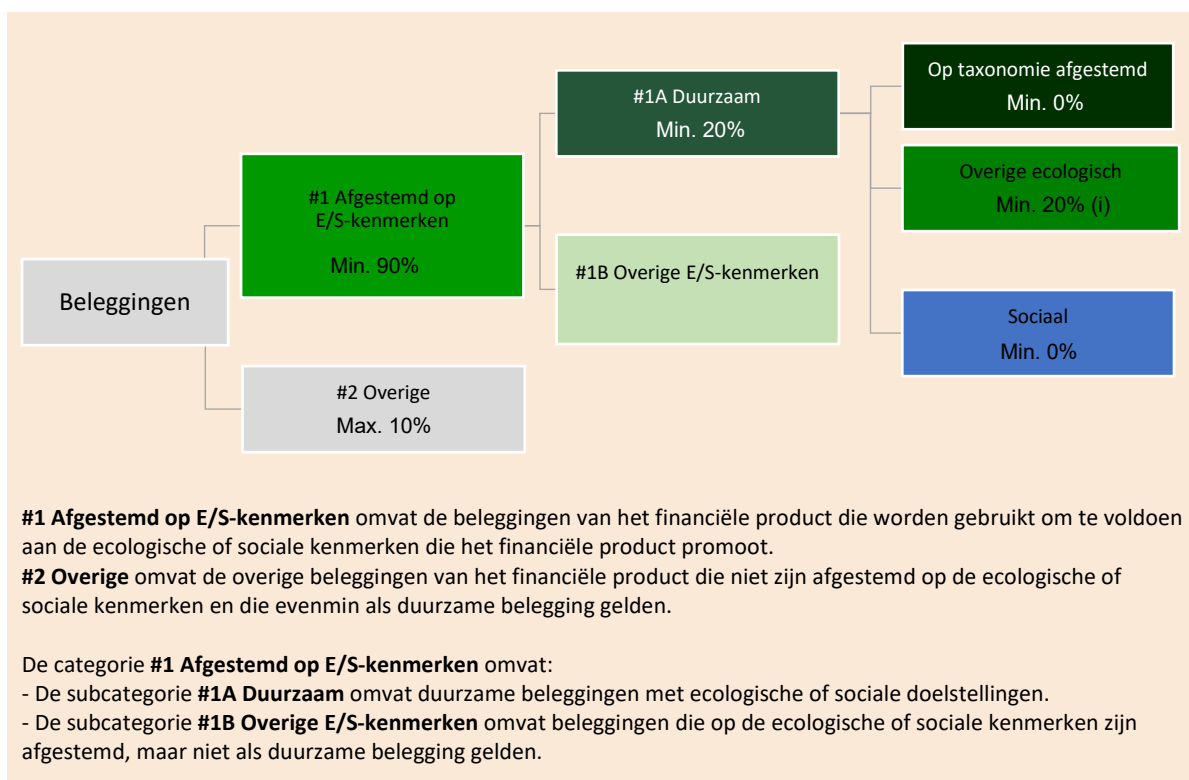 Beleggingen
#1 Afgestemd op
E/S-kenmerken
Min. 90%
#2 Overige
Max. 10%
#1A Duurzaam
Min. 20%
#1B Overige E/S-kenmerken
Op taxonomie afgestemd
Min. 0%
Overige ecologisch
Min. 20% (i)
Sociaal
Min. 0%
#1 Afgestemd op E/S-kenmerken omvat de beleggingen van het financiële product die worden gebruikt om te voldoen
aan de ecologische of sociale kenmerken die het financiële product promoot.
#2 Overige omvat de overige beleggingen van het financiële product die niet zijn afgestemd op de ecologische of
sociale kenmerken en die evenmin als duurzame belegging gelden.
De categorie #1 Afgestemd op E/S-kenmerken omvat:
- De subcategorie #1A Duurzaam omvat duurzame beleggingen met ecologische of sociale doelstellingen.
- De subcategorie #1B Overige E/S-kenmerken omvat beleggingen die op de ecologische of sociale kenmerken zijn
afgestemd, maar niet als duurzame belegging gelden.